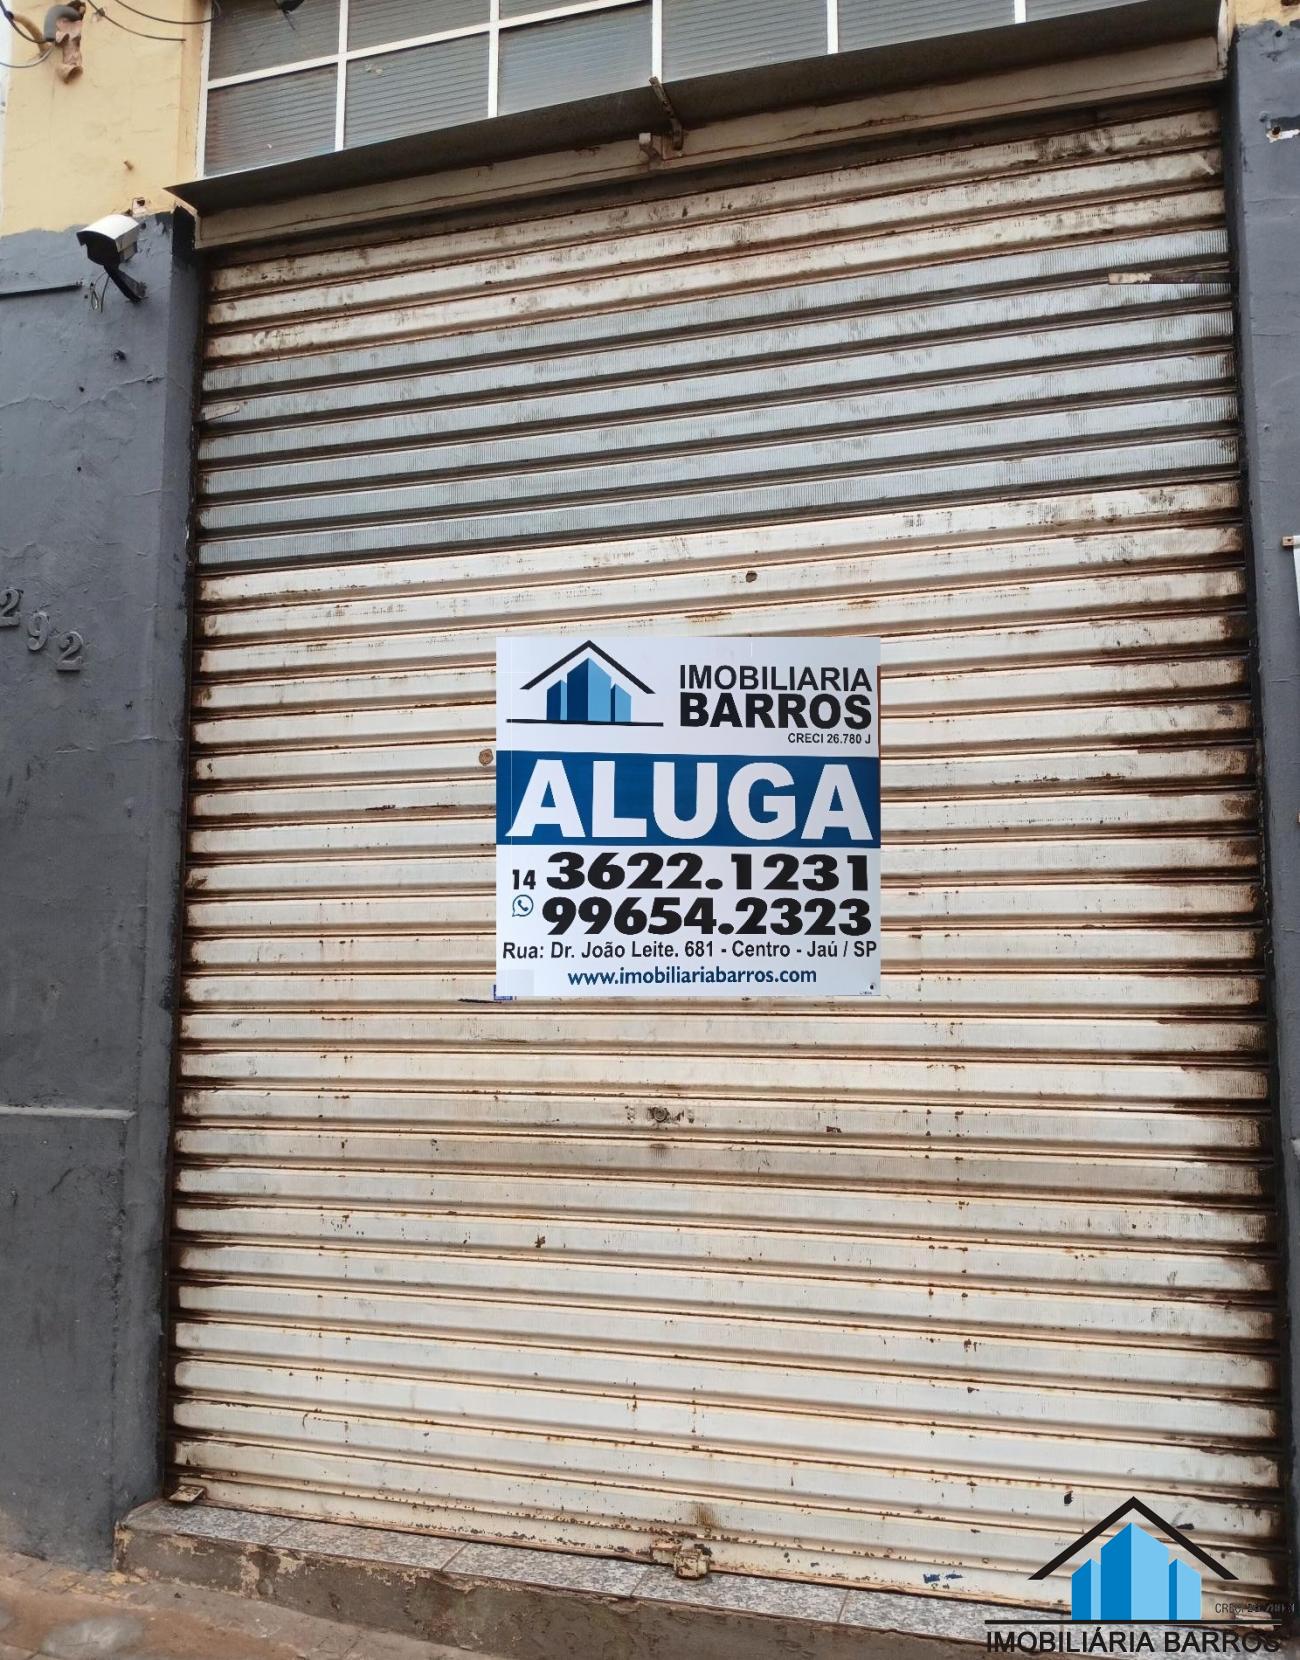 292
IMOBILIARIA
BARROS
CRECI 26.780 J
ALUGA
14 3622.1231
99654.2323
Rua: Dr. João Leite. 681 - Centro - Jaú / SP
www.imobiliariabarros.com
IMOBILIÁRIA BARROS